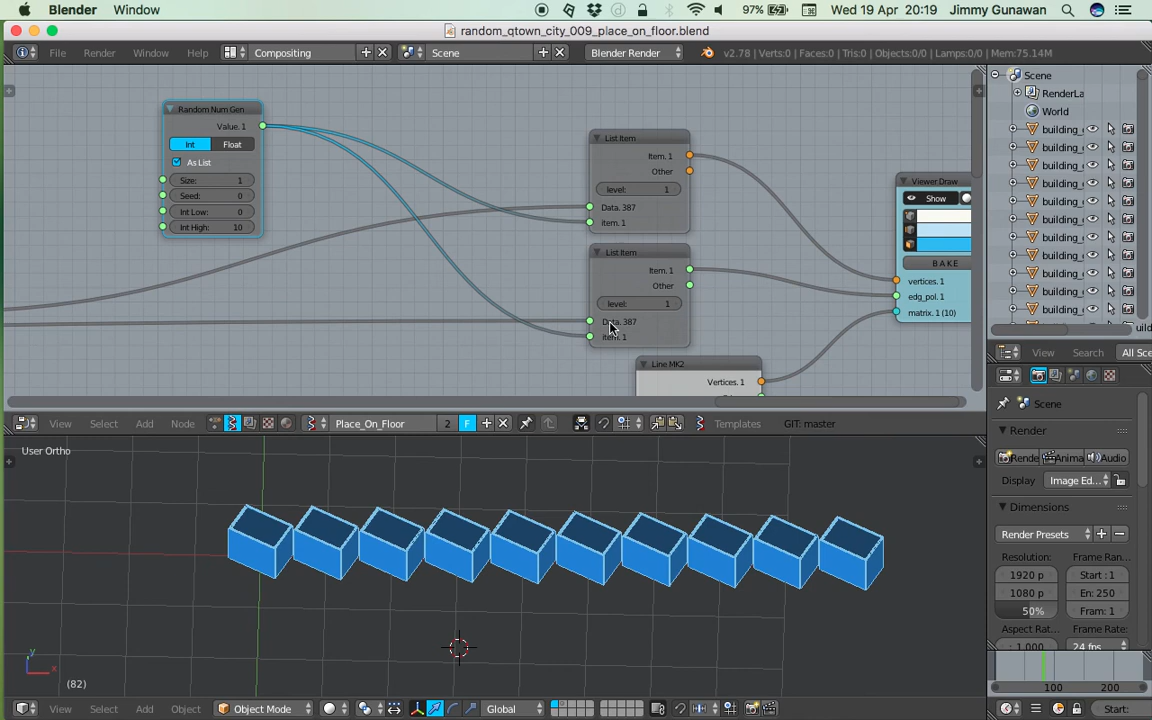 Blender Window 97% Wed 19 Apr 20:19 Jimmy Gunawan
random_qtown_city_009_place_on_floor.blend
File Render Window Help Compositing Scene Blender Render v2.78 | Verts:0 | Faces:0 | Tris:0 | Objects:0/0 | Lamps:0/0 | Mem:75.14M
Random Num Gen
Value. 1
Int Float
As List
Size: 1
Seed: 0
Int Low: 0
Int High: 10
List Item
Item. 1
Other
level: 1
Data. 387
Item. 1
List Item
Item. 1
Other
level: 1
Data. 387
Item. 1
Line MK2
Vertices. 1
Viewer Draw
Show
BAKE
vertices. 1
edg_pol. 1
matrix. 1 (10)
Scene
RenderLa
World
building_
building_
building_
building_
building_
building_
building_
building_
building_
building_
building_
View Search All Sce
View Select Add Node Place_On_Floor 2 F Templates GIT: master
Scene
Render
Rende Anima Audio
Display Image Ed...
Dimensions
Render Presets
Resolution: Frame Ran...
1920 p Start : 1
1080 p En: 250
50% Fram: 1
Aspect Rat... Frame Rate:
1.000 24 fps
100 200
Start:
User Ortho
y
x
(82)
View Select Add Object Object Mode Global